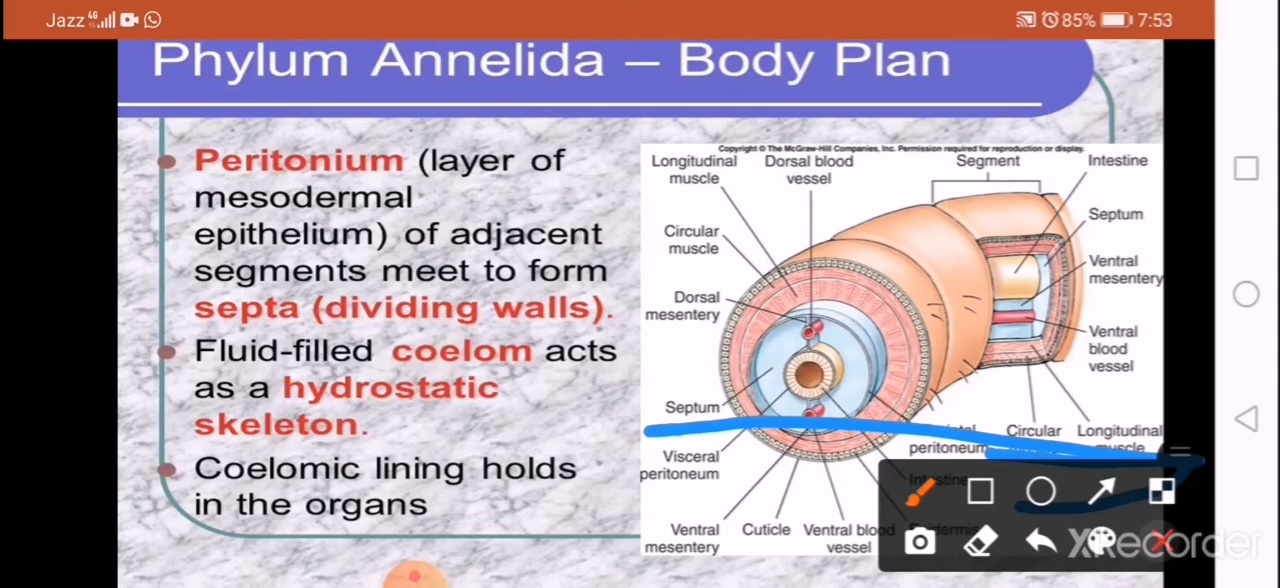 Jazz 4G 85% 7:53
Phylum Annelida – Body Plan
Peritonium (layer of
mesodermal
epithelium) of adjacent
segments meet to form
septa (dividing walls).
Fluid-filled coelom acts
as a hydrostatic
skeleton.
Coelomic lining holds
in the organs
Copyright © The McGraw-Hill Companies, Inc. Permission required for reproduction or display.
Longitudinal
muscle
Dorsal blood
vessel
Segment
Intestine
Circular
muscle
Septum
Ventral
mesentery
Dorsal
mesentery
Ventral
blood
vessel
Septum
peritoneum
Circular
Longitudinal
muscle
Visceral
peritoneum
Intestine
Ventral
mesentery
Cuticle
Ventral blood
vessel
Epidermis
XRecorder